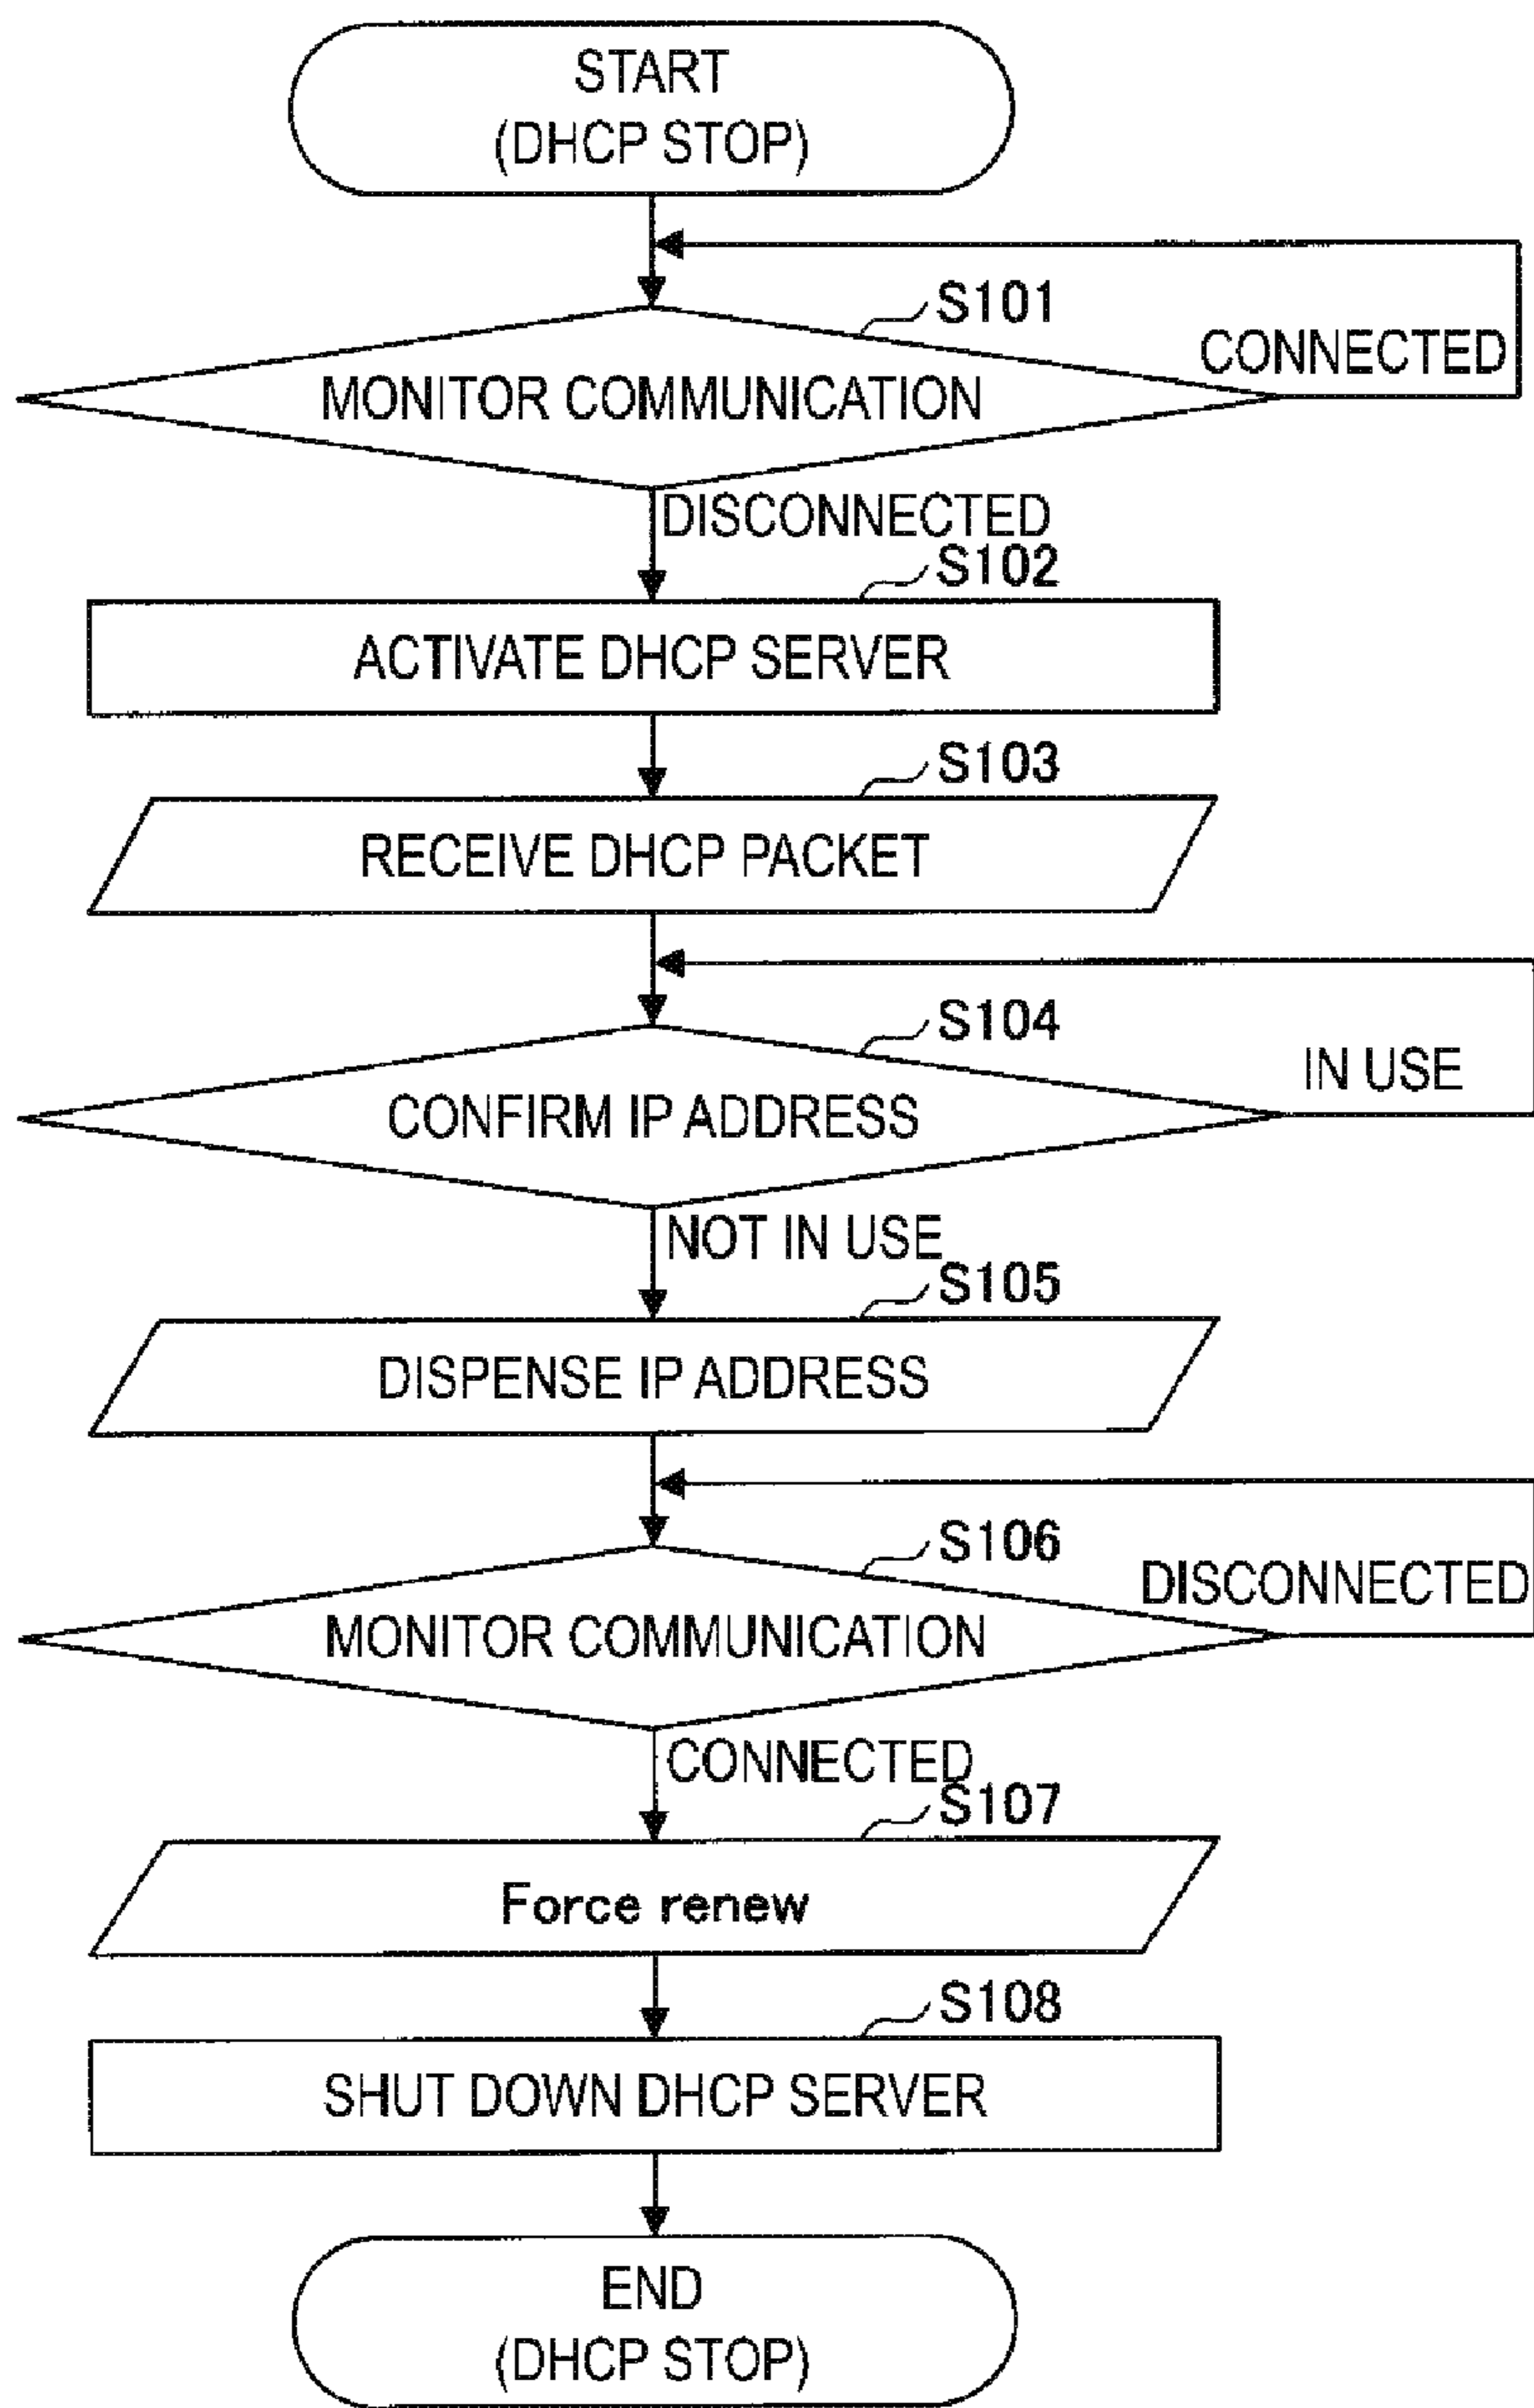 START
(DHCP STOP)
S101
CONNECTED
MONITOR COMMUNICATION
DISCONNECTED
S102
ACTIVATE DHCP SERVER
S103
RECEIVE DHCP PACKET
S104
IN USE
CONFIRM IP ADDRESS
NOT IN USE
S105
DISPENSE IP ADDRESS
S106
DISCONNECTED
MONITOR COMMUNICATION
CONNECTED
S107
Force renew
S108
SHUT DOWN DHCP SERVER
END
(DHCP STOP)